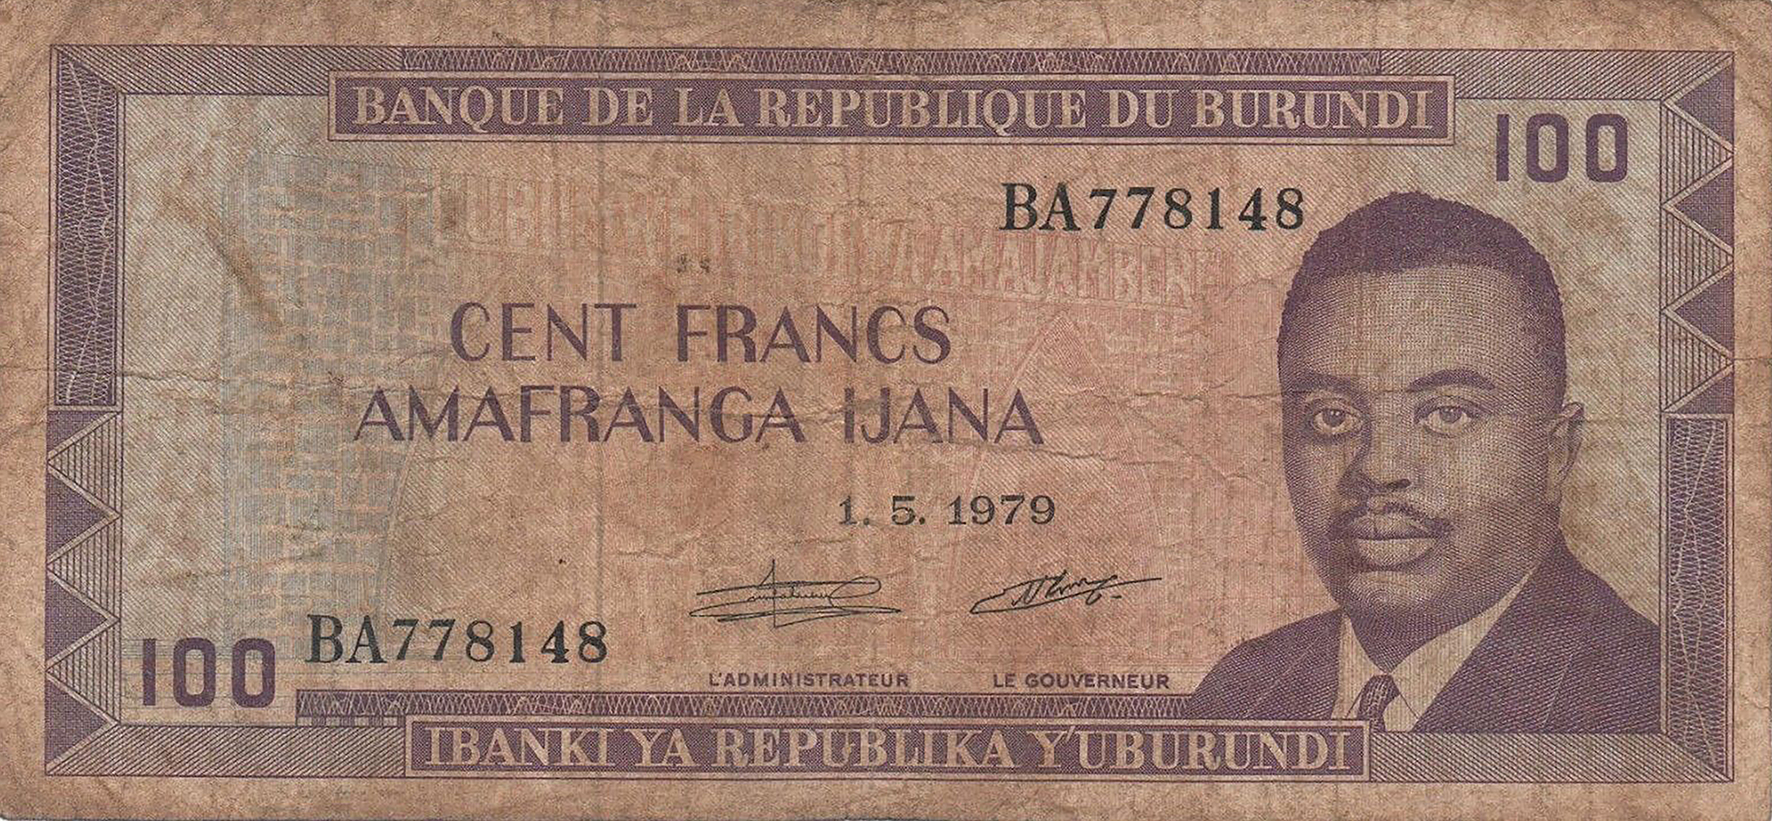 BANQUE DE LA REPUBLIQUE DU BURUNDI
100
BA778148
CENT FRANCS
AMAFRANGA IJANA
1. 5. 1979
BA778148
100
L'ADMINISTRATEUR
LE GOUVERNEUR
IBANKI YA REPUBLIKA Y'UBURUNDI